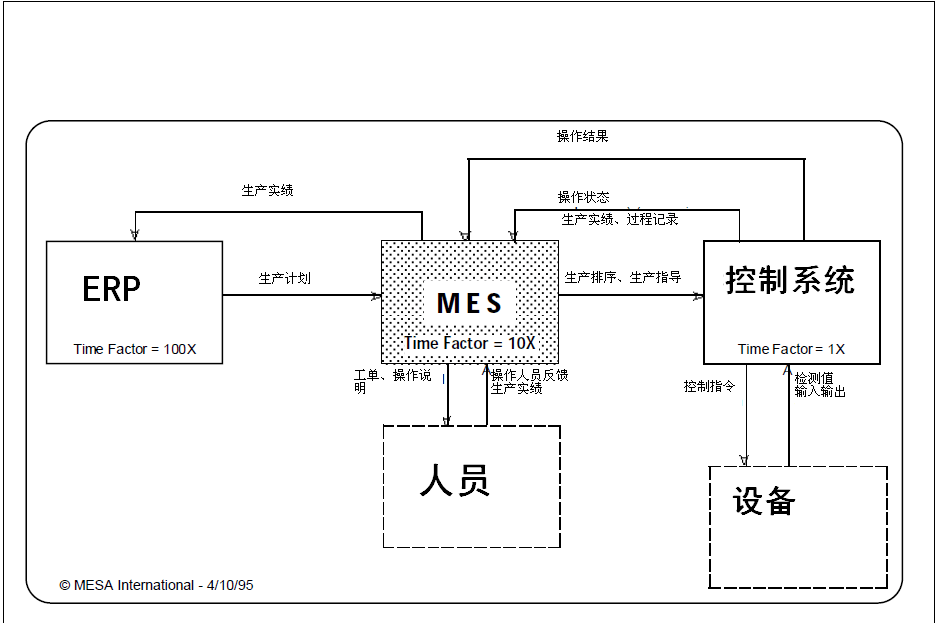 操作结果
生产实绩
操作状态
生产实绩、过程记录
ERP
生产计划
MES
生产排序、生产指导
控制系统
Time Factor = 100X
Time Factor = 10X
Time Factor = 1X
工单、操作说
明
操作人员反馈
生产实绩
控制指令
检测值
输入输出
人员
设备
© MESA International - 4/10/95